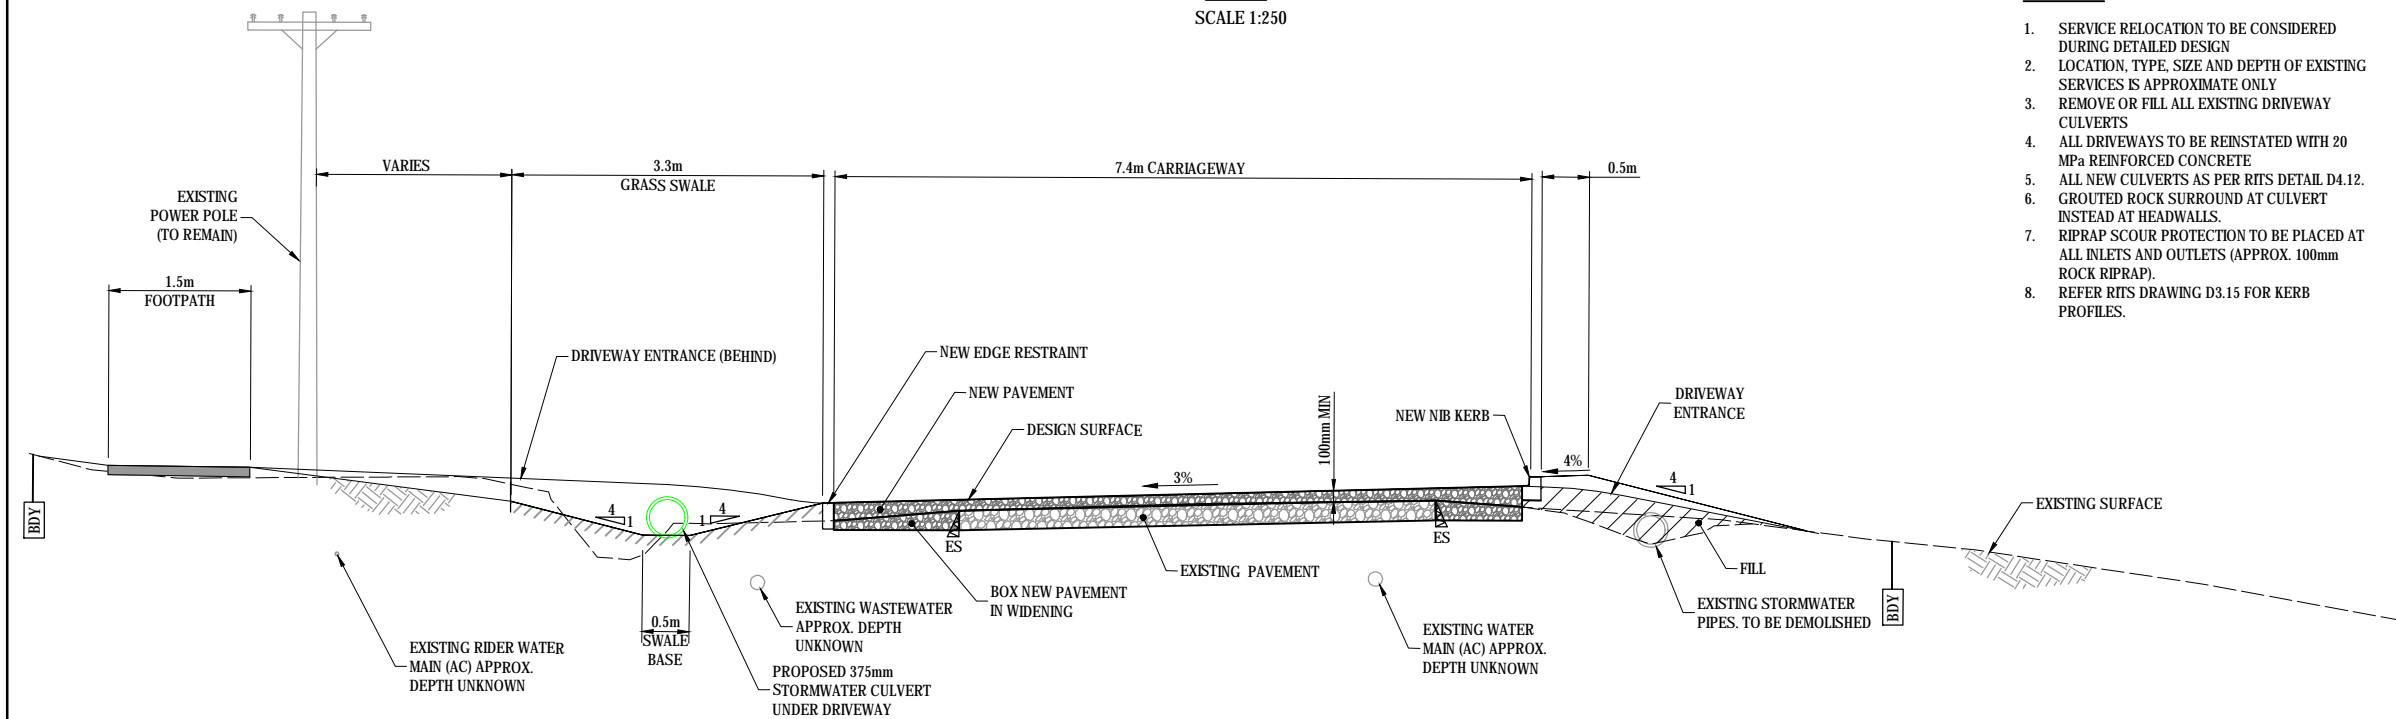 SCALE 1:250
1. SERVICE RELOCATION TO BE CONSIDERED
DURING DETAILED DESIGN
2. LOCATION, TYPE, SIZE AND DEPTH OF EXISTING
SERVICES IS APPROXIMATE ONLY
3. REMOVE OR FILL ALL EXISTING DRIVEWAY
CULVERTS
4. ALL DRIVEWAYS TO BE REINSTATED WITH 20
MPa REINFORCED CONCRETE
5. ALL NEW CULVERTS AS PER RITS DETAIL D4.12.
6. GROUTED ROCK SURROUND AT CULVERT
INSTEAD AT HEADWALLS.
7. RIPRAP SCOUR PROTECTION TO BE PLACED AT
ALL INLETS AND OUTLETS (APPROX. 100mm
ROCK RIPRAP).
8. REFER RITS DRAWING D3.15 FOR KERB
PROFILES.
VARIES
3.3m
GRASS SWALE
7.4m CARRIAGEWAY
0.5m
EXISTING
POWER POLE
(TO REMAIN)
1.5m
FOOTPATH
DRIVEWAY ENTRANCE (BEHIND)
NEW EDGE RESTRAINT
NEW PAVEMENT
DESIGN SURFACE
100mm MIN
NEW NIB KERB
DRIVEWAY
ENTRANCE
3%
4%
4
1
4
1
4
1
EXISTING SURFACE
BDY
ES
ES
BDY
EXISTING PAVEMENT
FILL
BOX NEW PAVEMENT
IN WIDENING
EXISTING STORMWATER
PIPES. TO BE DEMOLISHED
EXISTING WASTEWATER
APPROX. DEPTH
UNKNOWN
0.5m
SWALE
BASE
EXISTING WATER
MAIN (AC) APPROX.
DEPTH UNKNOWN
EXISTING RIDER WATER
MAIN (AC) APPROX.
DEPTH UNKNOWN
PROPOSED 375mm
STORMWATER CULVERT
UNDER DRIVEWAY